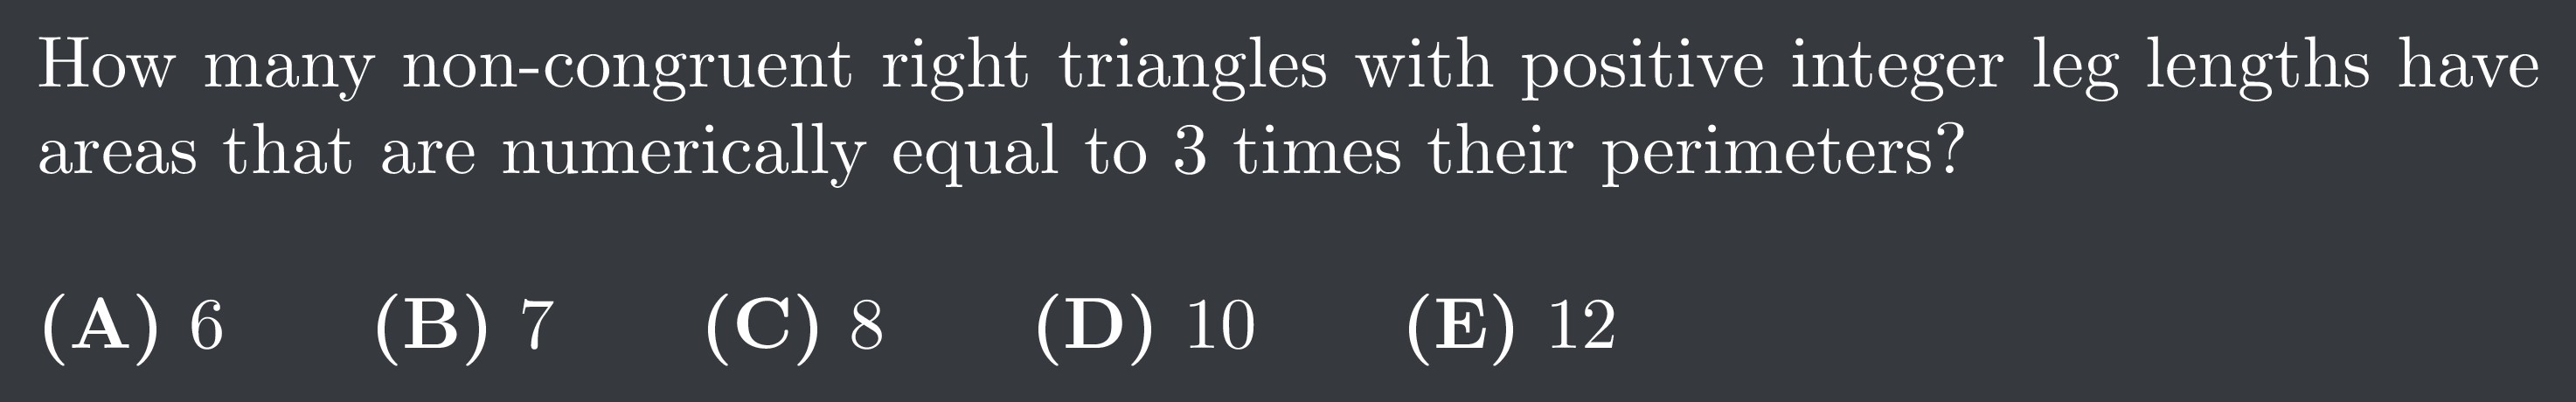 How many non-congruent right triangles with positive integer leg lengths have
areas that are numerically equal to 3 times their perimeters?
(A) 6 (B) 7 (C) 8 (D) 10 (E) 12